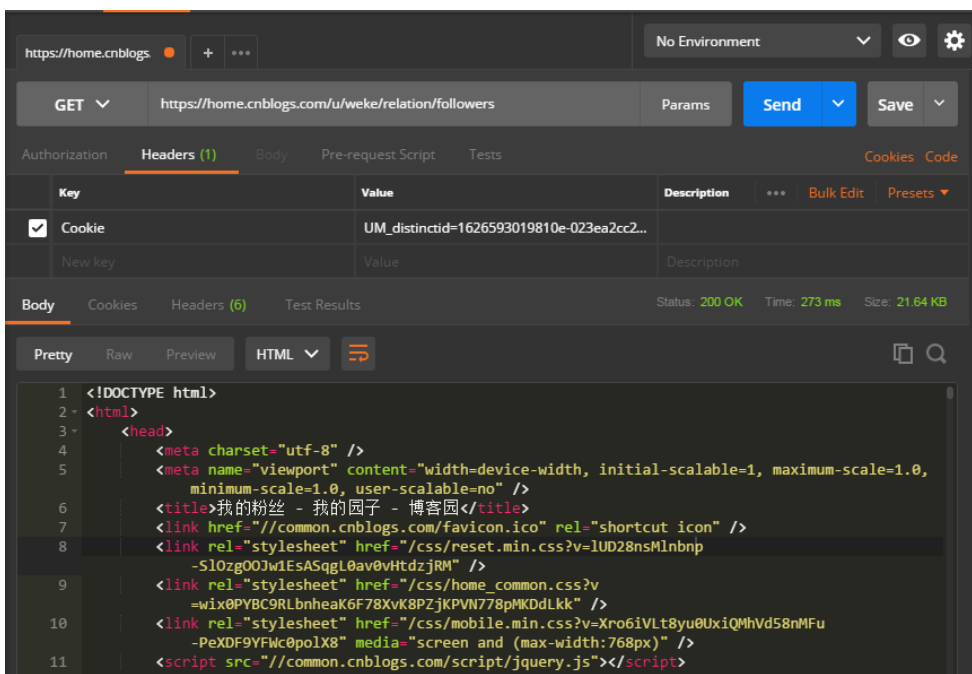 https://home.cnblogs. + ••• No Environment
GET https://home.cnblogs.com/u/weke/relation/followers Params Send Save
Authorization Headers (1) Body Pre-request Script Tests Cookies Code
Key Value Description ••• Bulk Edit Presets
Cookie UM_distinctid=1626593019810e-023ea2cc2...
New key Value Description
Body Cookies Headers (6) Test Results Status: 200 OK Time: 273 ms Size: 21.64 KB
Pretty Raw Preview HTML
1 <!DOCTYPE html>
2 <html>
3 <head>
4 <meta charset="utf-8" />
5 <meta name="viewport" content="width=device-width, initial-scalable=1, maximum-scale=1.0,
minimum-scale=1.0, user-scalable=no" />
6 <title>我的粉丝 - 我的园子 - 博客园</title>
7 <link href="//common.cnblogs.com/favicon.ico" rel="shortcut icon" />
8 <link rel="stylesheet" href="/css/reset.min.css?v=lUD28nsMlnbnp
-SlOzgOOJw1EsASqgL0av0vHtdzjRM" />
9 <link rel="stylesheet" href="/css/home_common.css?v
=wix0PYBC9RLbnheaK6F78XvK8PZjKPVN778pMKDdLkk" />
10 <link rel="stylesheet" href="/css/mobile.min.css?v=Xro6iVLt8yu0UxiQMhVd58nMFu
-PeXDF9YFWc0polX8" media="screen and (max-width:768px)" />
11 <script src="//common.cnblogs.com/script/jquery.js"></script>